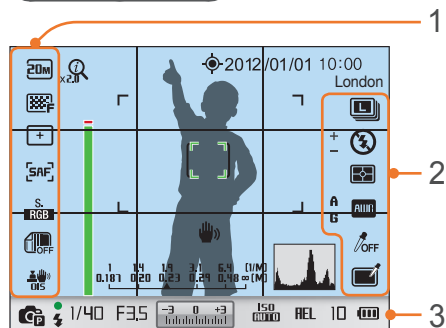 1
2012/01/01 10:00
London
20M
x2.0
F
SAF
S.
RGB
OFF
OIS
L
+
-
A
G
AWB
OFF
2
1 1.4 1.9 3.1 6.4 (1/M)
0.187 0.20 0.23 0.29 0.48 ∞ (M)
P 1/40 F3.5 -3 0 +3 ISO AUTO REL 10
3